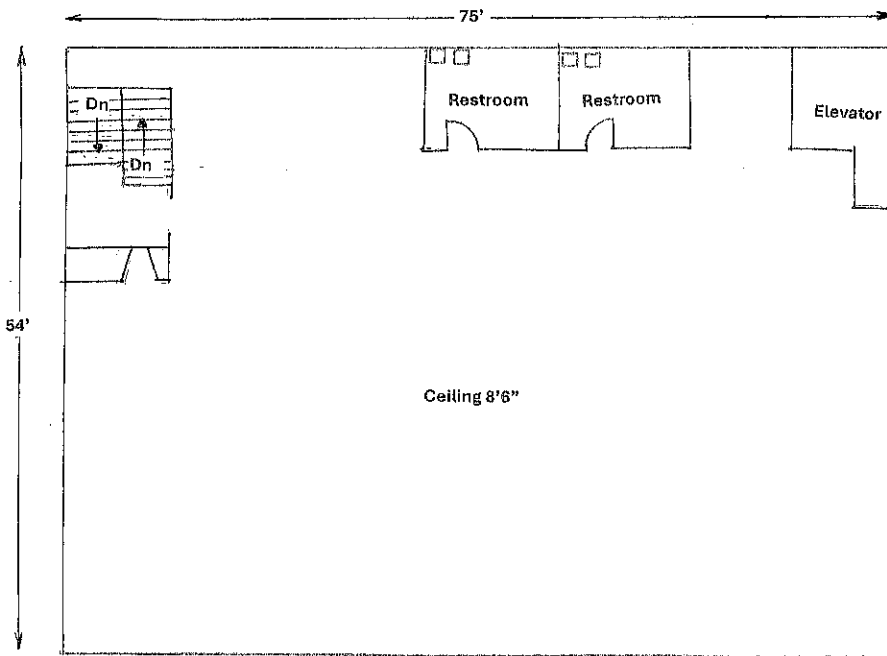 75'
Dn
Dn
Restroom
Restroom
Elevator
54'
Ceiling 8'6"